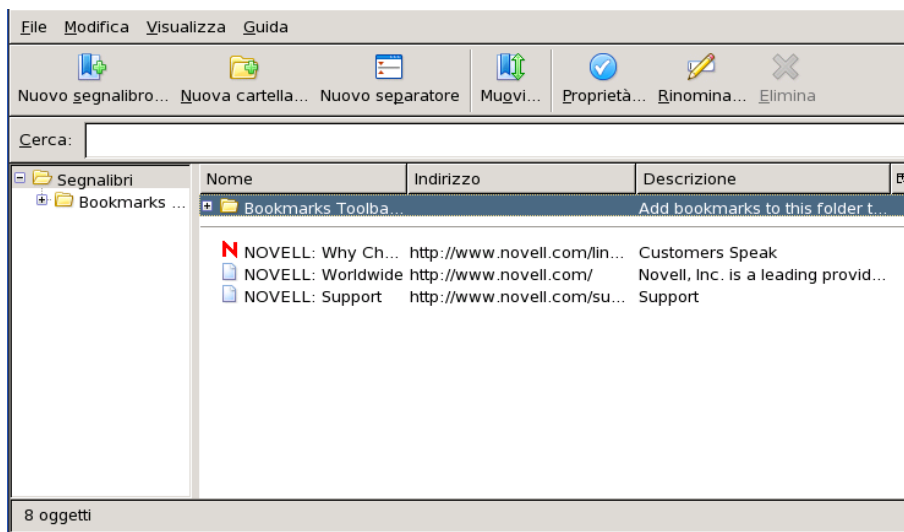 File Modifica Visualizza Guida
Nuovo segnalibro... Nuova cartella... Nuovo separatore Muovi... Proprietà... Rinomina... Elimina
Cerca:
Segnalibri
Bookmarks ...
Nome Indirizzo Descrizione
Bookmarks Toolba... Add bookmarks to this folder t...
NOVELL: Why Ch... http://www.novell.com/lin... Customers Speak
NOVELL: Worldwide http://www.novell.com/ Novell, Inc. is a leading provid...
NOVELL: Support http://www.novell.com/su... Support
8 oggetti